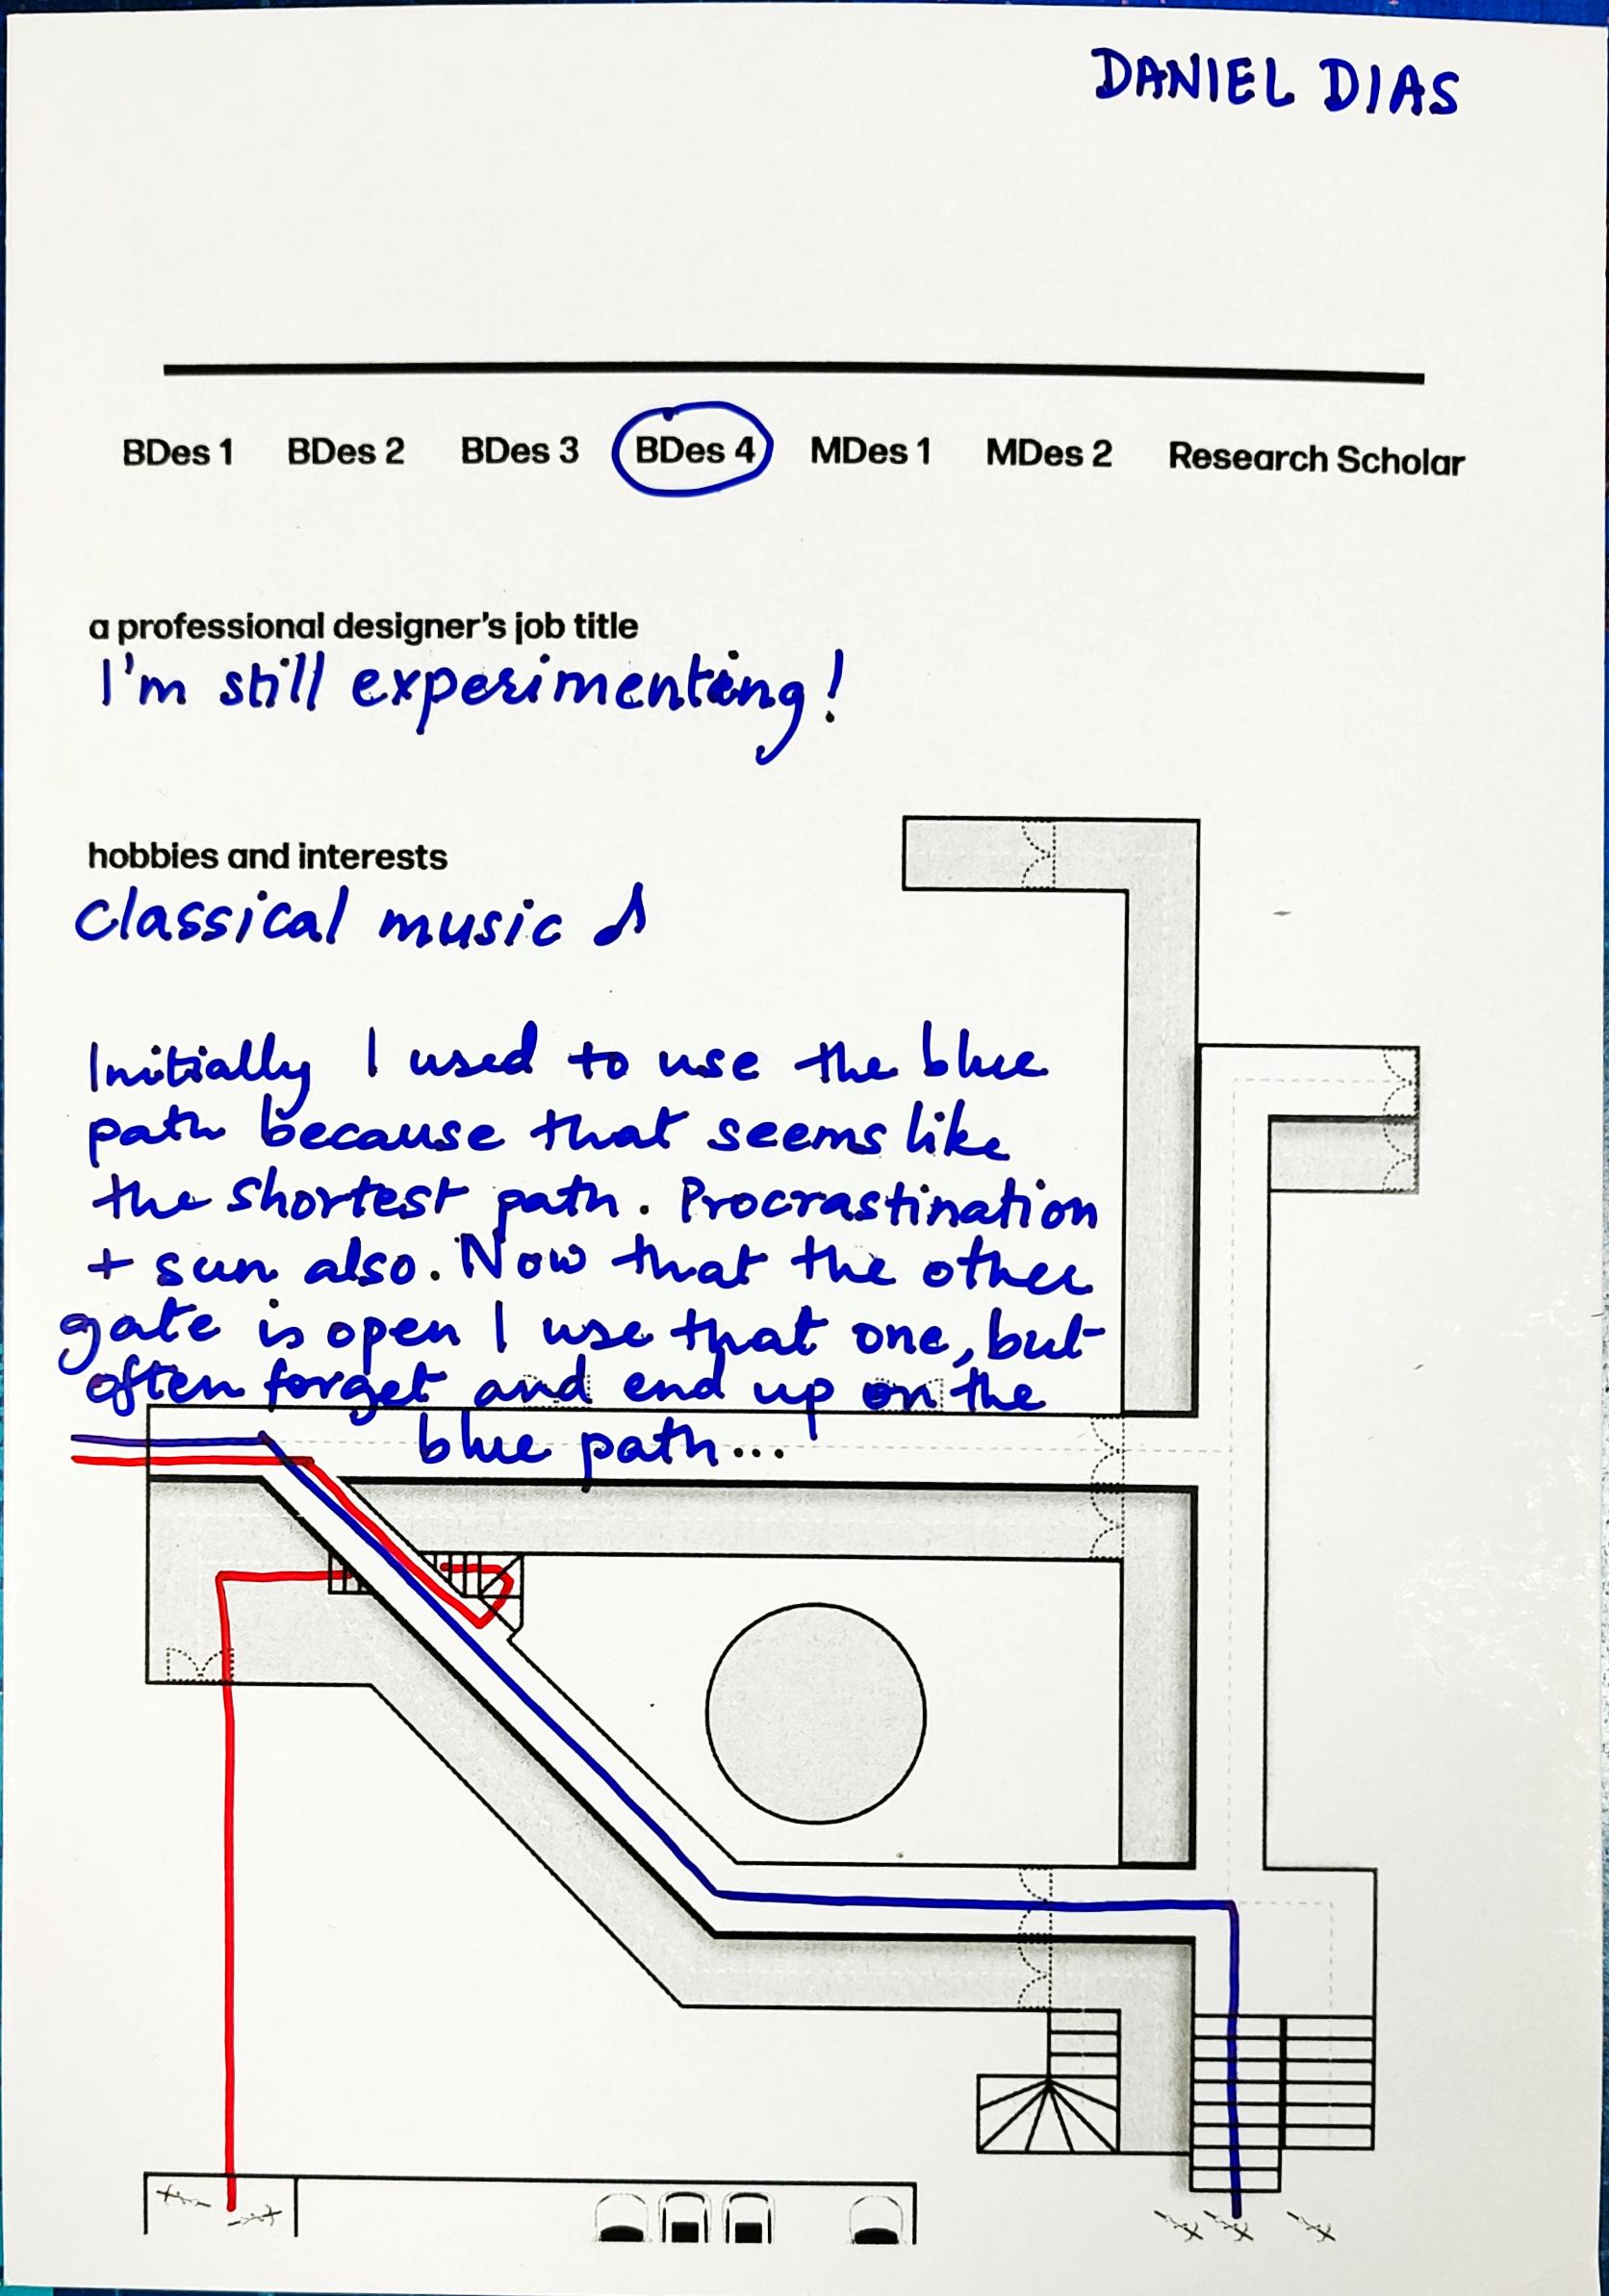 DANIEL DIAS
BDes 1 BDes 2 BDes 3 BDes 4 MDes 1 MDes 2 Research Scholar
a professional designer's job title
I'm still experimenting!
hobbies and interests
classical music ♪
Initially I used to use the blue
path because that seems like
the shortest path. Procrastination
+ sun also. Now that the other
gate is open I use that one, but
often forget and end up on the
blue path...